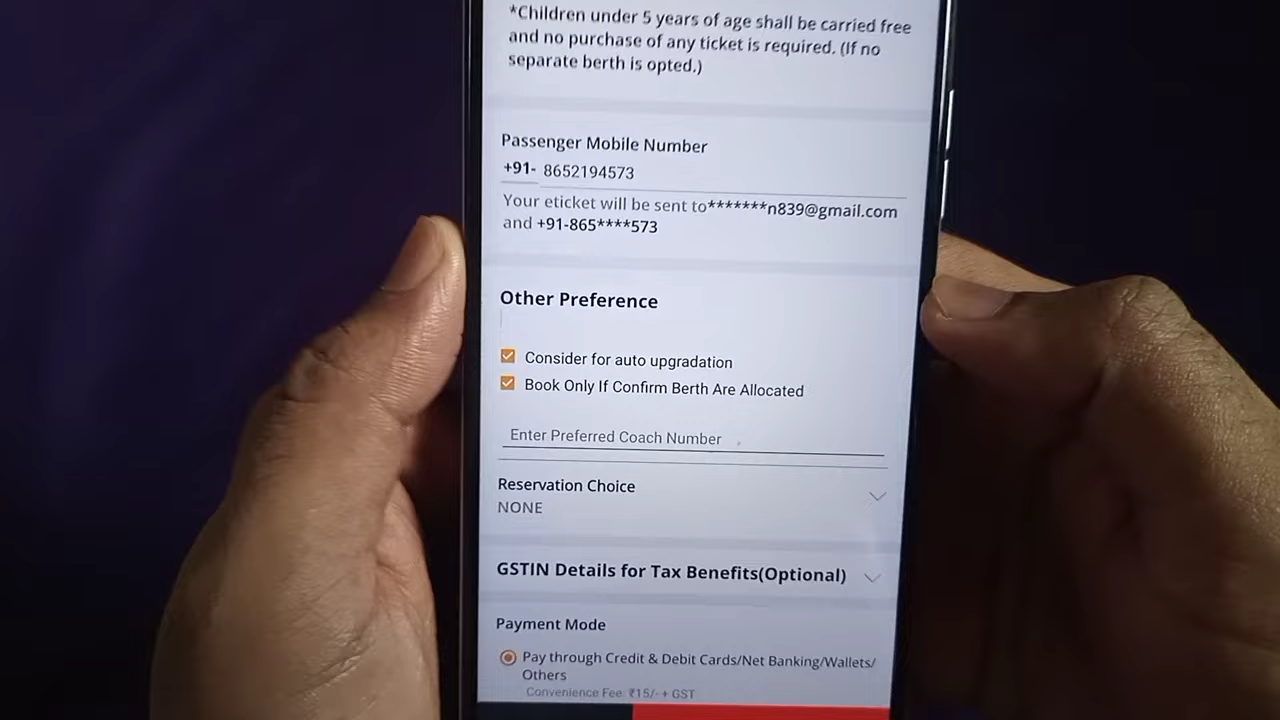 *Children under 5 years of age shall be carried free
and no purchase of any ticket is required. (If no
separate berth is opted.)
Passenger Mobile Number
+91- 8652194573
Your eticket will be sent to*******n839@gmail.com
and +91-865****573
Other Preference
Consider for auto upgradation
Book Only If Confirm Berth Are Allocated
Enter Preferred Coach Number
Reservation Choice
NONE
GSTIN Details for Tax Benefits(Optional)
Payment Mode
Pay through Credit & Debit Cards/Net Banking/Wallets/
Others
Convenience Fee: ₹15/- + GST